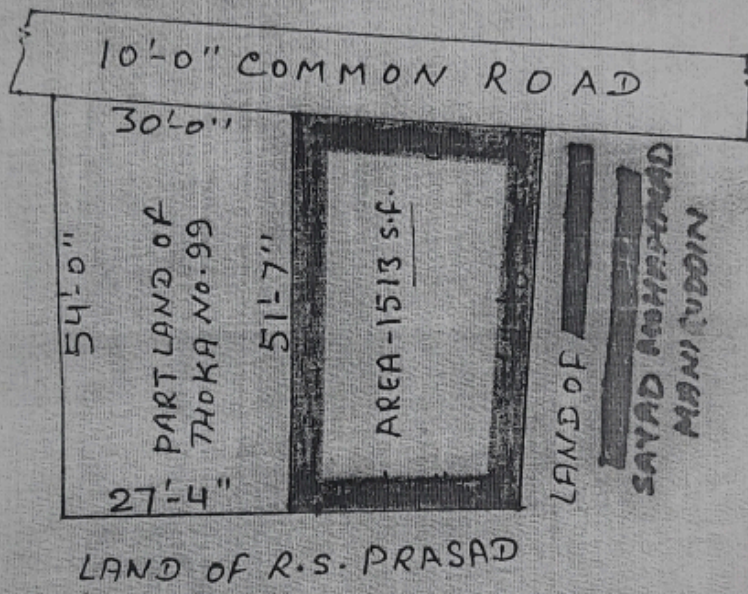 10'-0" COMMON ROAD
30'-0"
54'-0"
PART LAND OF
THOKA NO.99
51'-7"
AREA-1513 s.f.
LAND OF
SAYAD MOHAMMAD
MANIRUDDIN
27'-4"
LAND OF R.S. PRASAD